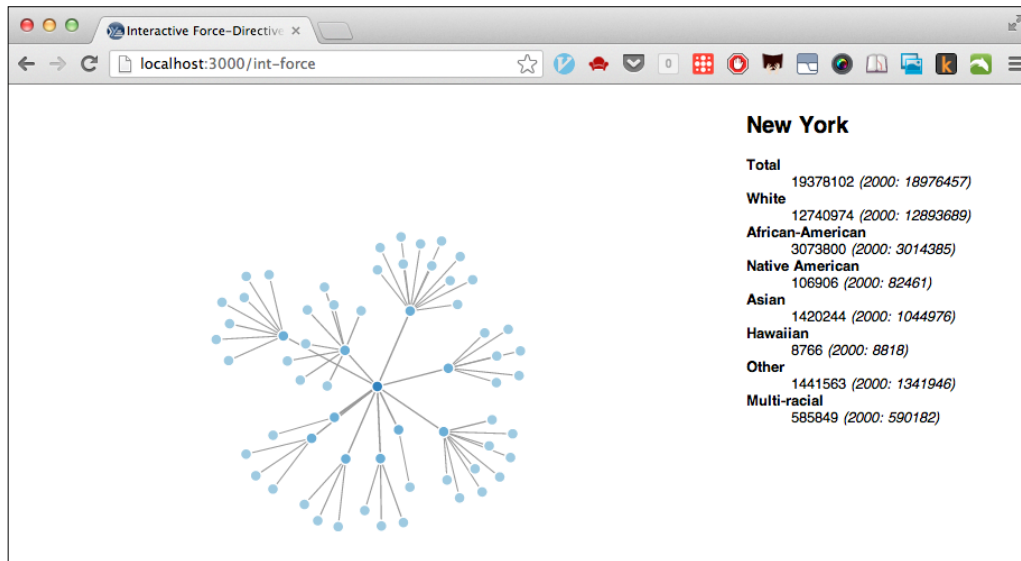 Interactive Force-Directive
localhost:3000/int-force
0
k
New York
Total
19378102 (2000: 18976457)
White
12740974 (2000: 12893689)
African-American
3073800 (2000: 3014385)
Native American
106906 (2000: 82461)
Asian
1420244 (2000: 1044976)
Hawaiian
8766 (2000: 8818)
Other
1441563 (2000: 1341946)
Multi-racial
585849 (2000: 590182)